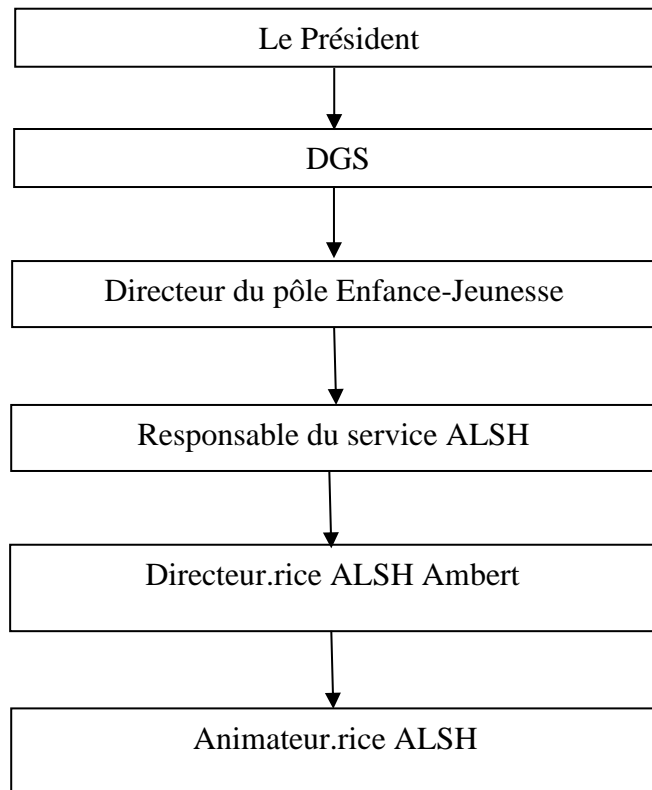 Le Président
DGS
Directeur du pôle Enfance-Jeunesse
Responsable du service ALSH
Directeur.rice ALSH Ambert
Animateur.rice ALSH